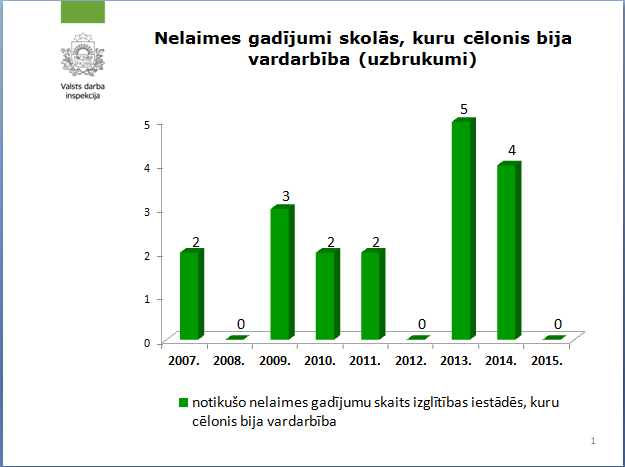 Nelaimes gadījumi skolās, kuru cēlonis bija
vardarbība (uzbrukumi)
Valsts darba
inspekcija
5
4
3
2
1
0
2
0
3
2
2
0
5
4
0
2007. 2008. 2009. 2010. 2011. 2012. 2013. 2014. 2015.
notikušo nelaimes gadījumu skaits izglītības iestādēs, kuru
cēlonis bija vardarbība
1